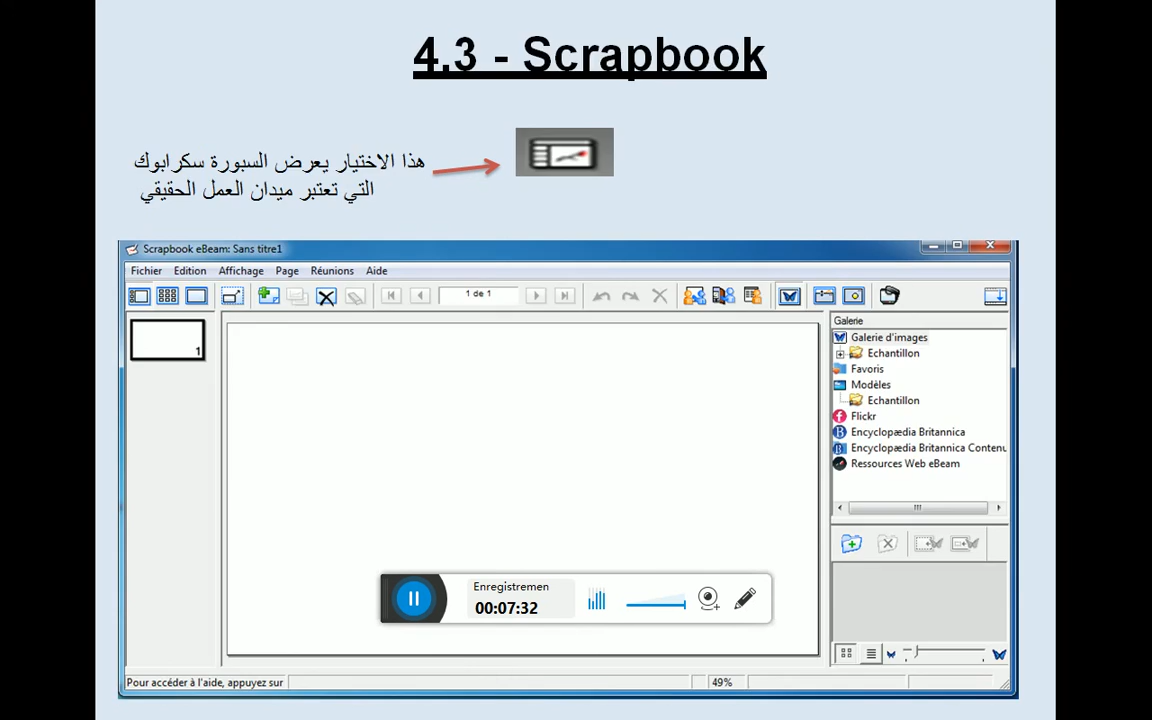 4.3 - Scrapbook
هذا الاختيار يعرض السبورة سكرابوك
التي تعتبر ميدان العمل الحقيقي
Scrapbook eBeam: Sans titre1
Fichier Edition Affichage Page Réunions Aide
1 de 1
1
Galerie
Galerie d'images
Echantillon
Favoris
Modèles
Echantillon
Flickr
Encyclopædia Britannica
Encyclopædia Britannica Contenu
Ressources Web eBeam
Enregistremen
00:07:32
Pour accéder à l'aide, appuyez sur
49%